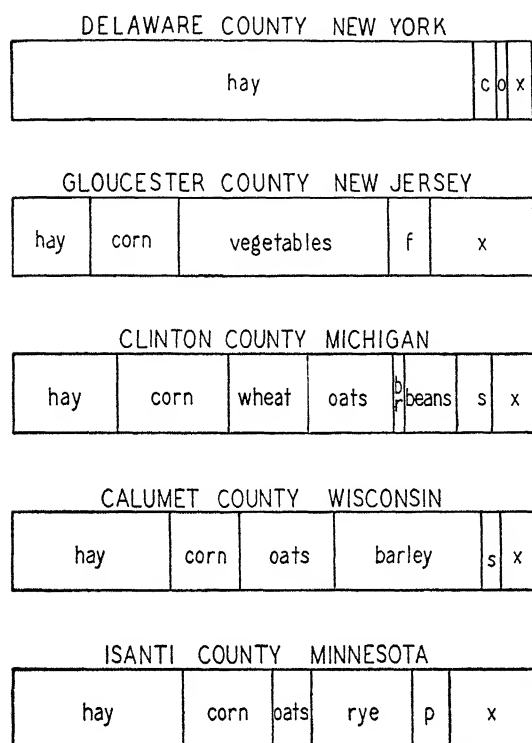 DELAWARE COUNTY NEW YORK
hay c o x
GLOUCESTER COUNTY NEW JERSEY
hay corn vegetables f x
CLINTON COUNTY MICHIGAN
hay corn wheat oats br beans s x
CALUMET COUNTY WISCONSIN
hay corn oats barley s x
ISANTI COUNTY MINNESOTA
hay corn oats rye p x